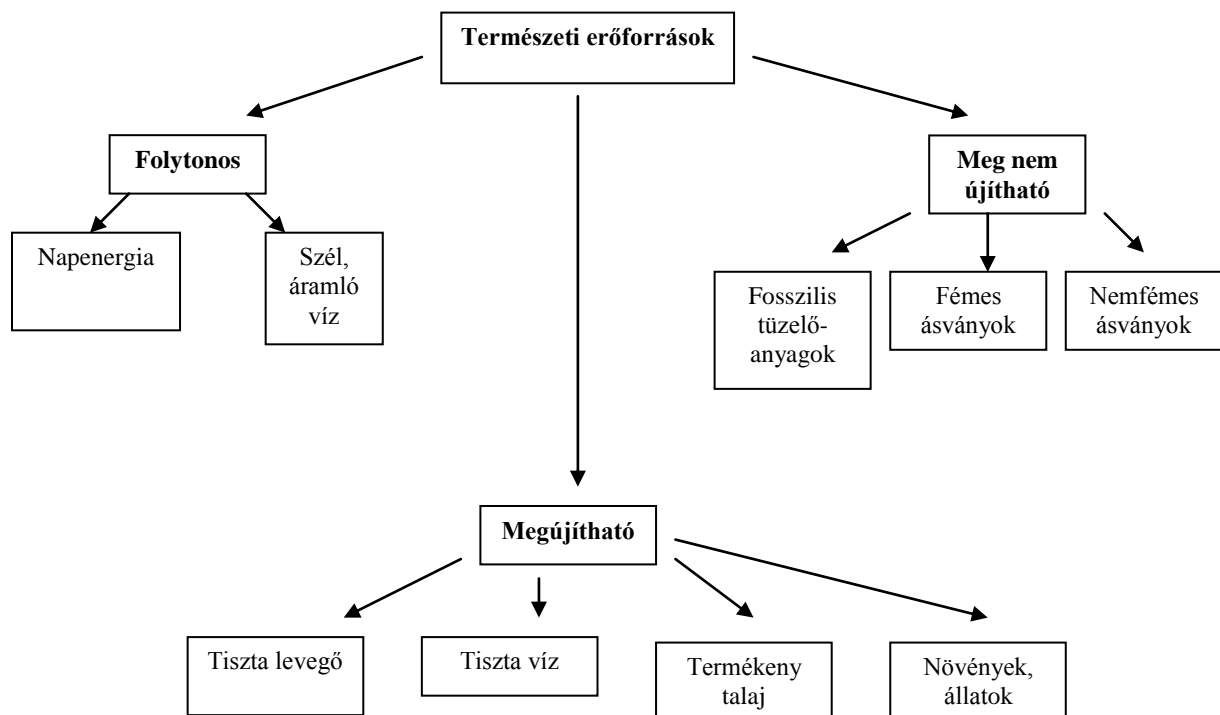 Természeti erőforrások
Folytonos
Meg nem
újítható
Napenergia
Szél,
áramló
víz
Fosszilis
tüzelő-
anyagok
Fémes
ásványok
Nemfémes
ásványok
Megújítható
Tiszta levegő
Tiszta víz
Termékeny
talaj
Növények,
állatok